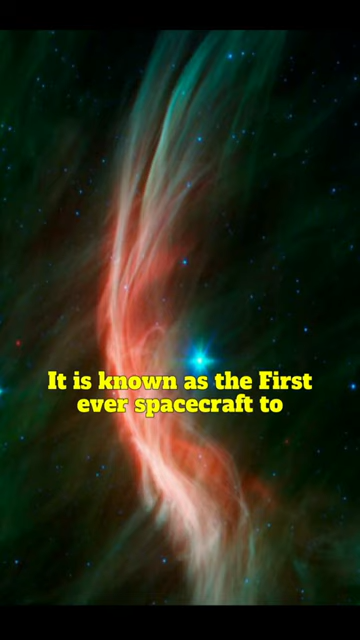 It is known as the First
ever spacecraft to